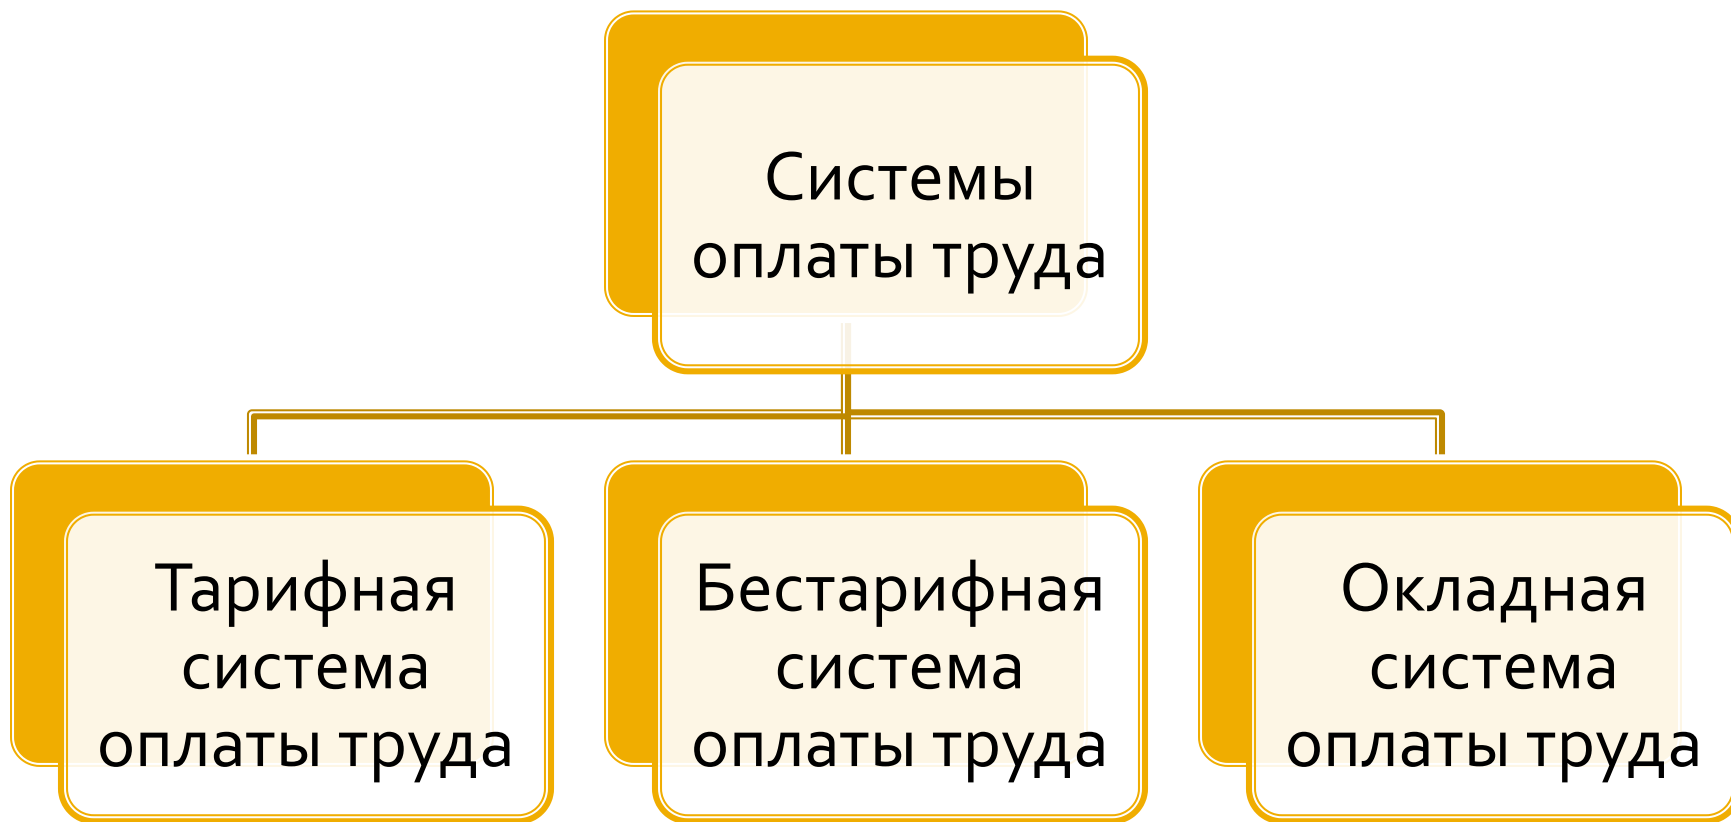 Системы
оплаты труда
Тарифная
система
оплаты труда
Бестарифная
система
оплаты труда
Окладная
система
оплаты труда